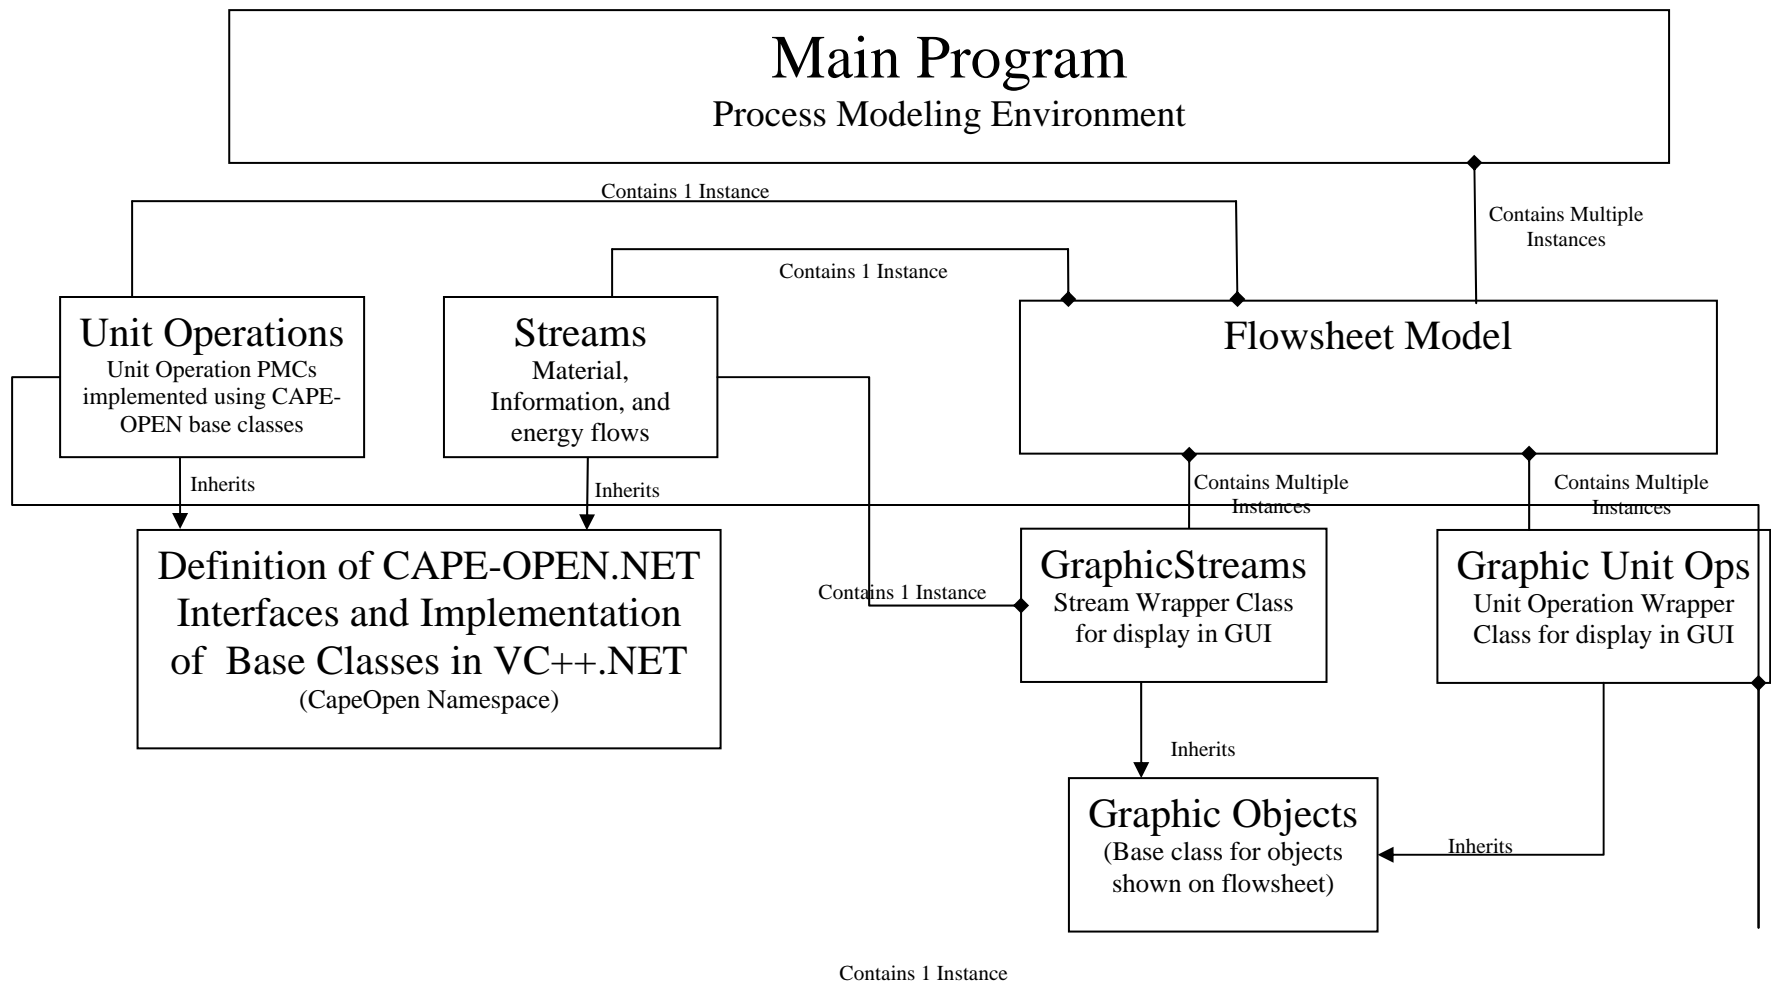 Main Program
Process Modeling Environment
Contains 1 Instance
Contains Multiple
Instances
Contains 1 Instance
Unit Operations
Unit Operation PMCs
implemented using CAPE-
OPEN base classes
Streams
Material,
Information, and
energy flows
Flowsheet Model
Inherits
Inherits
Contains Multiple
Instances
Contains Multiple
Instances
Definition of CAPE-OPEN.NET
Interfaces and Implementation
of  Base Classes in VC++.NET
(CapeOpen Namespace)
Contains 1 Instance
GraphicStreams
Stream Wrapper Class
for display in GUI
Graphic Unit Ops
Unit Operation Wrapper
Class for display in GUI
Inherits
Graphic Objects
(Base class for objects
shown on flowsheet)
Inherits
Contains 1 Instance